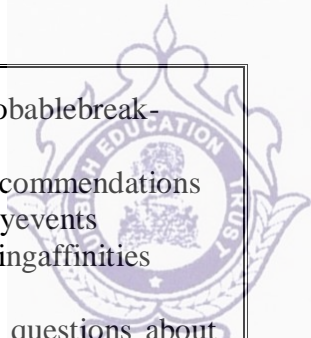 obablebreak-
EDUCATION
commendations
yevents
ingaffinities
TRUST
questions about